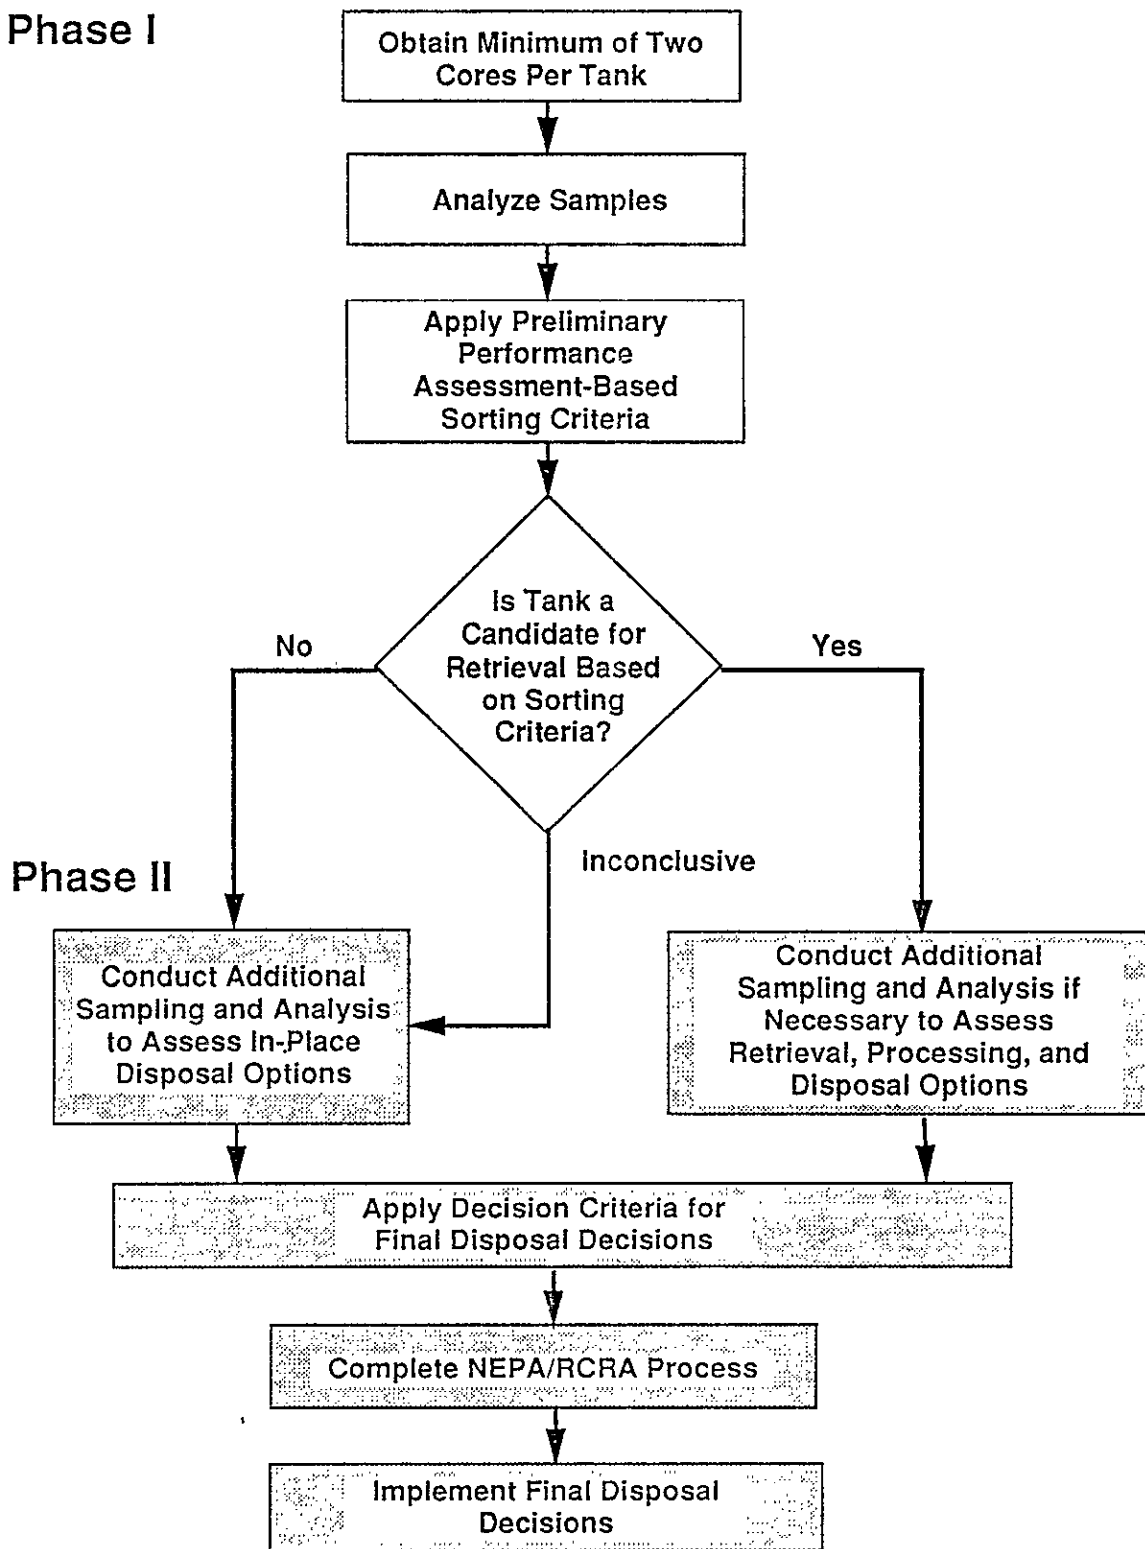 Phase I
Obtain Minimum of Two
Cores Per Tank
Analyze Samples
Apply Preliminary
Performance
Assessment-Based
Sorting Criteria
Is Tank a
Candidate for
Retrieval Based
on Sorting
Criteria?
No
Yes
Inconclusive
Phase II
Conduct Additional
Sampling and Analysis
to Assess In-Place
Disposal Options
Conduct Additional
Sampling and Analysis if
Necessary to Assess
Retrieval, Processing, and
Disposal Options
Apply Decision Criteria for
Final Disposal Decisions
Complete NEPA/RCRA Process
Implement Final Disposal
Decisions